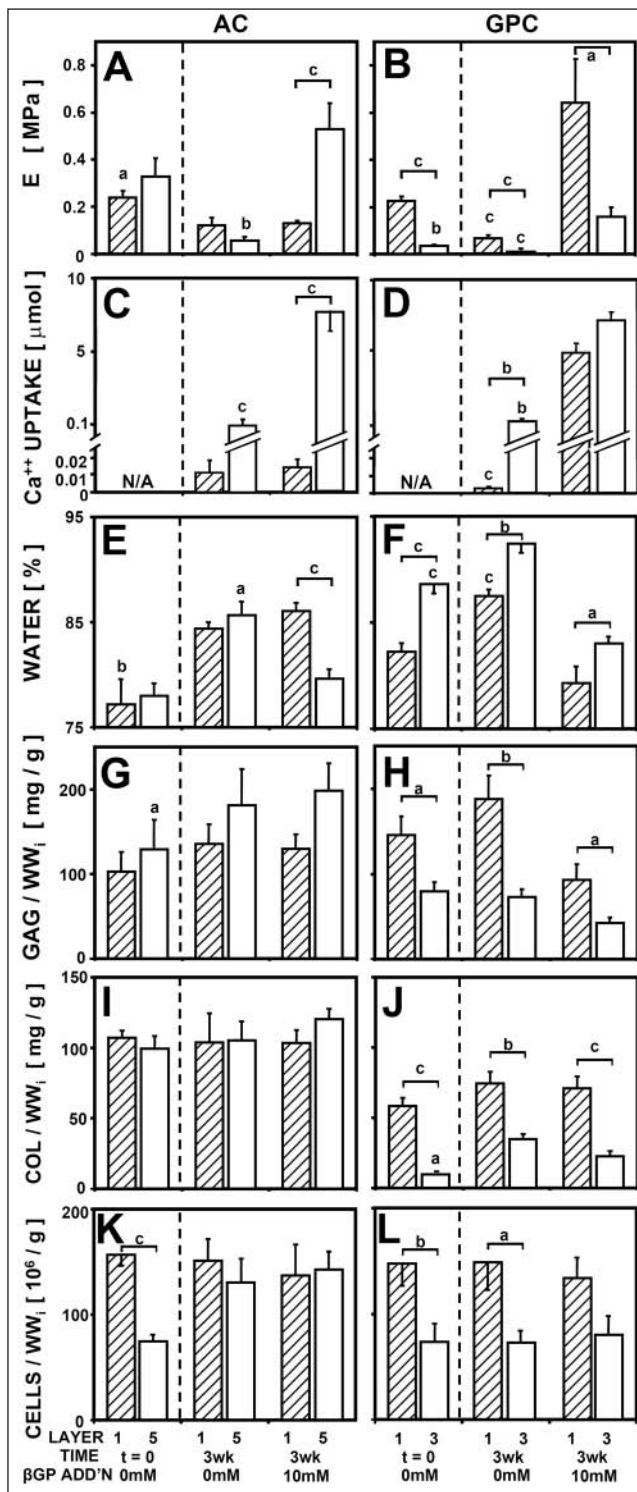 AC GPC
A B
E [ MPa]
0.8
0.6
0.4
0.2
0
a b c
c b c c c a
C D
Ca++ UPTAKE [ μmol]
10
5
0.1
0.02
0.01
0
N/A c c
N/A c b b
E F
WATER [ % ]
95
85
75
b a c
c c c b a
G H
GAG / WWi [ mg / g ]
200
100
0
a
a b a
I J
COL / WWi [ mg / g ]
150
100
50
0
c a b c
K L
CELLS / WWi [ 10⁶ / g ]
200
100
0
c
b a
LAYER 1 5 1 5 1 5 1 3 1 3 1 3
TIME t = 0 3wk 3wk t = 0 3wk 3wk
βGP ADD'N 0mM 0mM 10mM 0mM 0mM 10mM